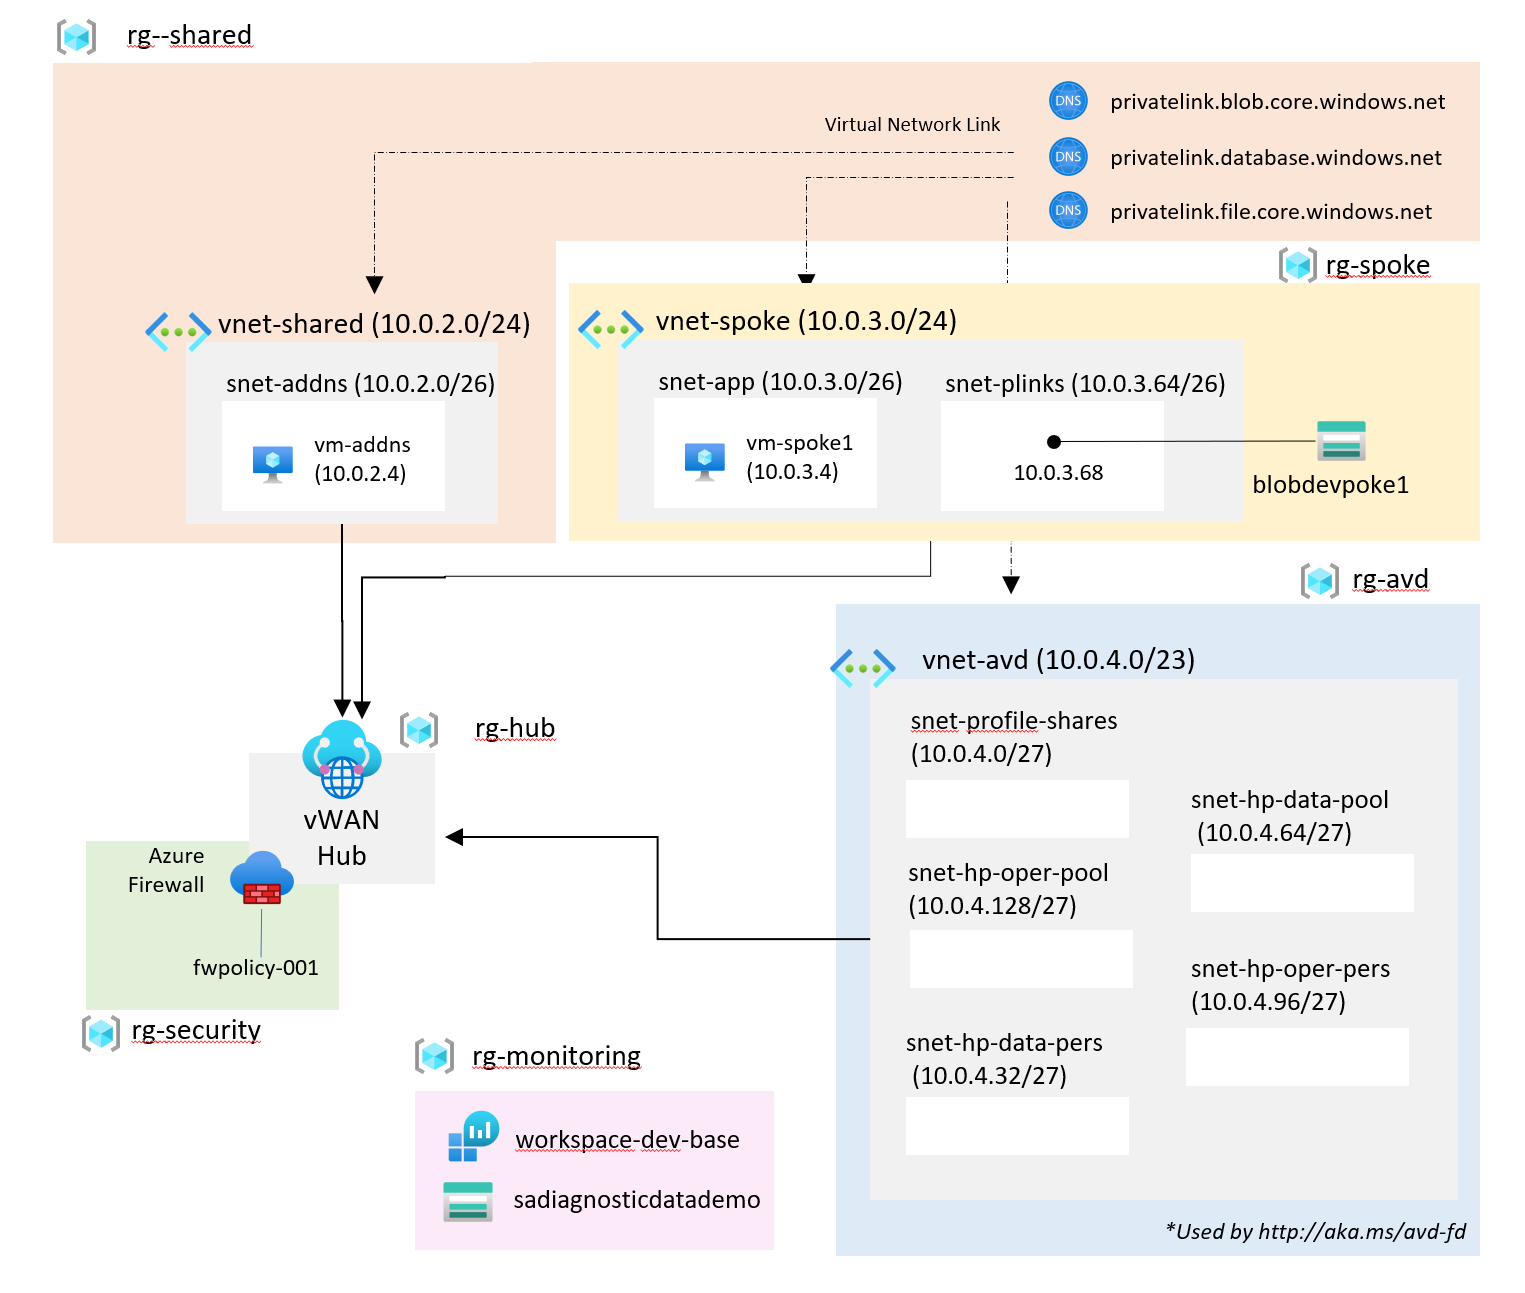 rg--shared
privatelink.blob.core.windows.net
Virtual Network Link
privatelink.database.windows.net
privatelink.file.core.windows.net
rg-spoke
vnet-shared (10.0.2.0/24)
vnet-spoke (10.0.3.0/24)
snet-addns (10.0.2.0/26)
snet-app (10.0.3.0/26)
snet-plinks (10.0.3.64/26)
vm-addns
(10.0.2.4)
vm-spoke1
(10.0.3.4)
10.0.3.68
blobdevpoke1
rg-avd
vnet-avd (10.0.4.0/23)
snet-profile-shares
(10.0.4.0/27)
snet-hp-data-pool
(10.0.4.64/27)
snet-hp-oper-pool
(10.0.4.128/27)
snet-hp-oper-pers
(10.0.4.96/27)
snet-hp-data-pers
(10.0.4.32/27)
*Used by http://aka.ms/avd-fd
rg-hub
vWAN
Hub
Azure
Firewall
fwpolicy-001
rg-security
rg-monitoring
workspace-dev-base
sadiagnosticdatademo
DNS
DNS
DNS